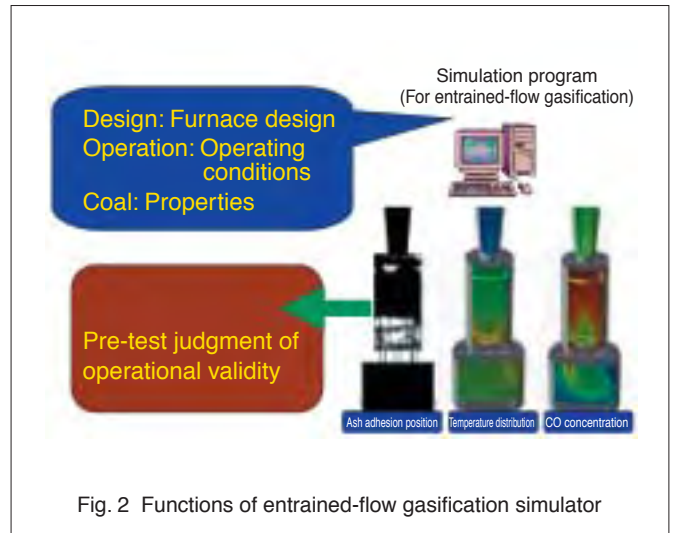 Simulation program
(For entrained-flow gasification)
Design: Furnace design
Operation: Operating
conditions
Coal: Properties
Pre-test judgment of
operational validity
Ash adhesion position
Temperature distribution
CO concentration
Fig. 2 Functions of entrained-flow gasification simulator